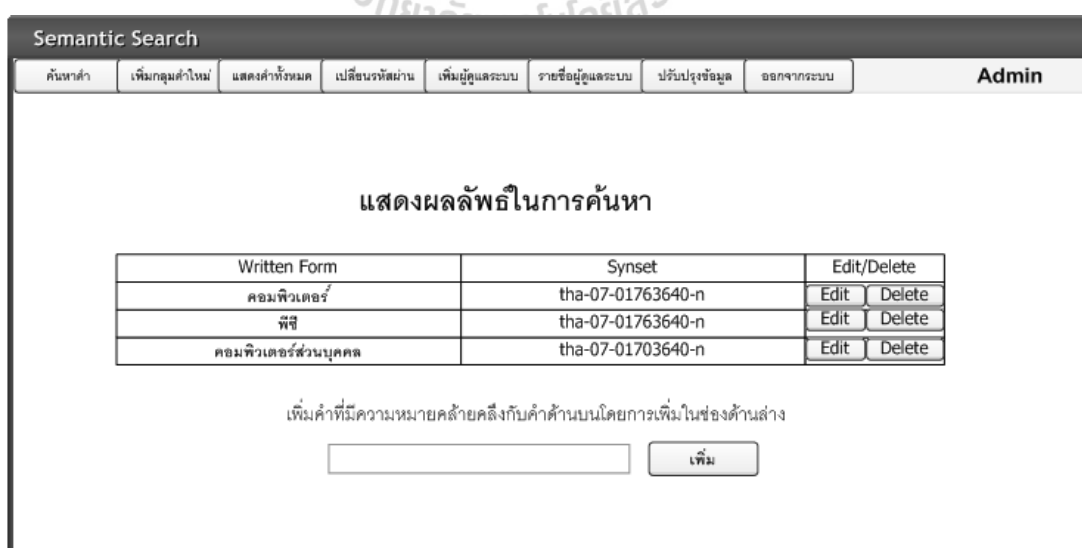 Semantic Search
ค้นหาคำ เพิ่มกลุ่มคำใหม่ แสดงคำทั้งหมด เปลี่ยนรหัสผ่าน เพิ่มผู้ดูแลระบบ รายชื่อผู้ดูแลระบบ ปรับปรุงข้อมูล ออกจากระบบ Admin
แสดงผลลัพธ์ในการค้นหา
Written Form Synset Edit/Delete
คอมพิวเตอร์ tha-07-01763640-n Edit Delete
พีซี tha-07-01763640-n Edit Delete
คอมพิวเตอร์ส่วนบุคคล tha-07-01703640-n Edit Delete
เพิ่มคำที่มีความหมายคล้ายคลึงกับคำด้านบนโดยการเพิ่มในช่องด้านล่าง
เพิ่ม